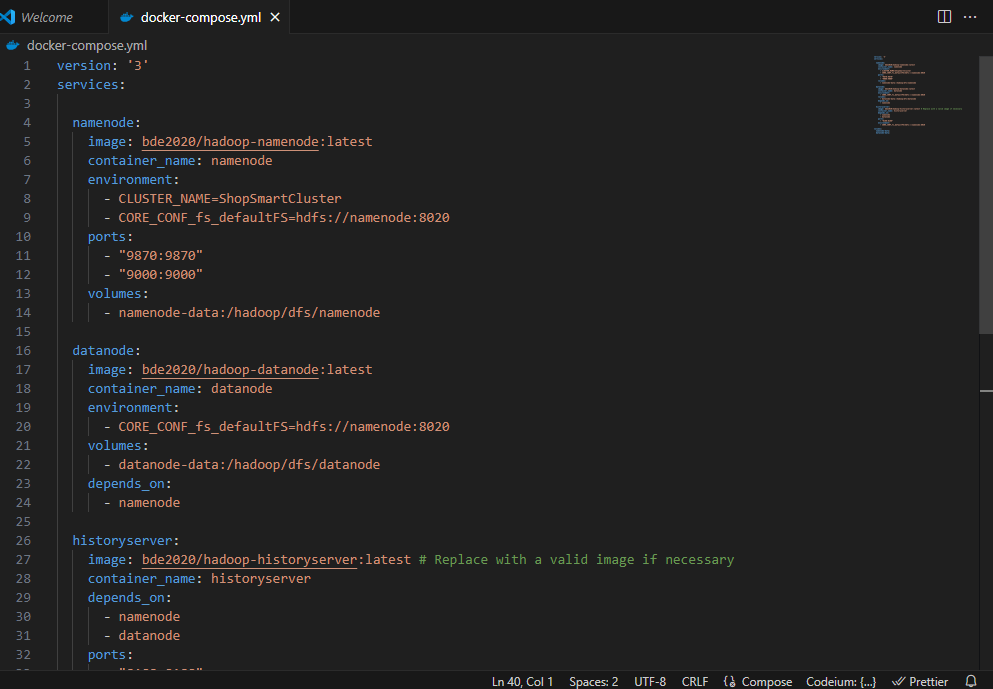 Welcome
docker-compose.yml
docker-compose.yml
1 version: '3'
2 services:
3
4 namenode:
5 image: bde2020/hadoop-namenode:latest
6 container_name: namenode
7 environment:
8 - CLUSTER_NAME=ShopSmartCluster
9 - CORE_CONF_fs_defaultFS=hdfs://namenode:8020
10 ports:
11 - "9870:9870"
12 - "9000:9000"
13 volumes:
14 - namenode-data:/hadoop/dfs/namenode
15
16 datanode:
17 image: bde2020/hadoop-datanode:latest
18 container_name: datanode
19 environment:
20 - CORE_CONF_fs_defaultFS=hdfs://namenode:8020
21 volumes:
22 - datanode-data:/hadoop/dfs/datanode
23 depends_on:
24 - namenode
25
26 historyserver:
27 image: bde2020/hadoop-historyserver:latest # Replace with a valid image if necessary
28 container_name: historyserver
29 depends_on:
30 - namenode
31 - datanode
32 ports:
Ln 40, Col 1 Spaces: 2 UTF-8 CRLF Compose Codeium: {...} Prettier